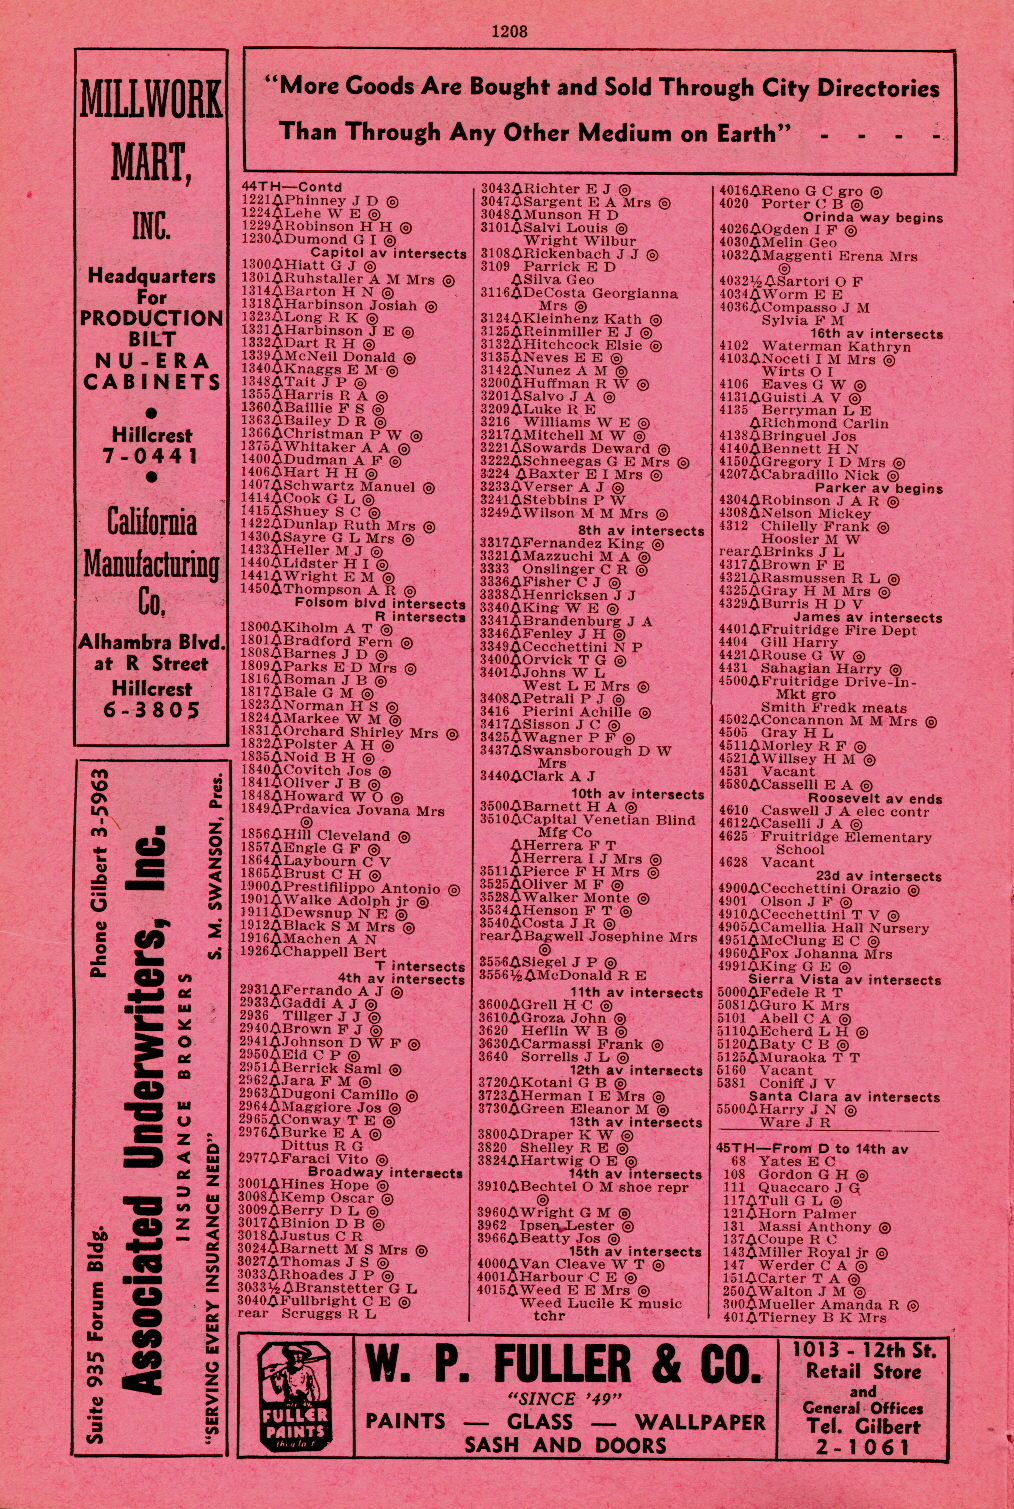 1208
MILLWORK
MART,
INC.
Headquarters
For
PRODUCTION
BILT
NU-ERA
CABINETS
●
Hillcrest
7-0441
●
California
Manufacturing
Co.
Alhambra Blvd.
at R Street
Hillcrest
6-3805
Suite 935 Forum Bldg. Phone Gilbert 3-5963
Associated Underwriters, Inc.
INSURANCE BROKERS
"SERVING EVERY INSURANCE NEED" S. M. SWANSON, Pres.
"More Goods Are Bought and Sold Through City Directories
Than Through Any Other Medium on Earth" - - - -
44TH—Contd
1221△Phinney J D ◎
1224△Lehe W E ◎
1229△Robinson H H ◎
1230△Dumond G I ◎
Capitol av intersects
1300△Hiatt G J ◎
1301△Ruhstaller A M Mrs ◎
1314△Barton H N ◎
1318△Harbinson Josiah ◎
1323△Long R K ◎
1331△Harbinson J E ◎
1332△Dart R H ◎
1339△McNeil Donald ◎
1340△Knaggs E M ◎
1348△Tait J P ◎
1355△Harris R A ◎
1360△Baillie F S ◎
1363△Bailey D R ◎
1366△Christman P W ◎
1375△Whitaker A A ◎
1400△Dudman A F ◎
1406△Hart H H ◎
1407△Schwartz Manuel ◎
1414△Cook G L ◎
1415△Shuey S C ◎
1422△Dunlap Ruth Mrs ◎
1430△Sayre G L Mrs ◎
1433△Heller M J ◎
1440△Lidster H I ◎
1441△Wright E M ◎
1450△Thompson A R ◎
Folsom blvd intersects
R intersects
1800△Kiholm A T ◎
1801△Bradford Fern ◎
1808△Barnes J D ◎
1809△Parks E D Mrs ◎
1816△Boman J B ◎
1817△Bale G M ◎
1823△Norman H S ◎
1824△Markee W M ◎
1831△Orchard Shirley Mrs ◎
1832△Polster A H ◎
1835△Nold B H ◎
1840△Covitch Jos ◎
1841△Oliver J B ◎
1848△Howard W O ◎
1849△Prdavica Jovana Mrs
◎
1856△Hill Cleveland ◎
1857△Engle G F ◎
1864△Laybourn C V
1865△Brust C H ◎
1900△Prestifilippo Antonio ◎
1901△Walke Adolph jr ◎
1911△Dewsnup N E ◎
1912△Black S M Mrs ◎
1916△Machen A N
1926△Chappell Bert
T intersects
4th av intersects
2931△Ferrando A J ◎
2933△Gaddi A J ◎
2936 Tillger J J ◎
2940△Brown F J ◎
2941△Johnson D W F ◎
2950△Eid C P ◎
2951△Berrick Saml ◎
2962△Jara F M ◎
2963△Dugoni Camillo ◎
2964△Maggiore Jos ◎
2965△Conway T E ◎
2976△Burke E A ◎
Dittus R G
2977△Faraci Vito ◎
Broadway intersects
3001△Hines Hope ◎
3008△Kemp Oscar ◎
3009△Berry D L ◎
3017△Binion D B ◎
3018△Justus C R
3024△Barnett M S Mrs ◎
3027△Thomas J S ◎
3033△Rhoades J P ◎
3033½△Branstetter G L
3040△Fullbright C E ◎
rear Scruggs R L
3043△Richter E J ◎
3047△Sargent E A Mrs ◎
3048△Munson H D
3101△Salvi Louis ◎
Wright Wilbur
3108△Rickenbach J J ◎
3109 Parrick E D
△Silva Geo
3116△DeCosta Georgianna
Mrs ◎
3124△Kleinhenz Kath ◎
3125△Reinmiller E J ◎
3132△Hitchcock Elsie ◎
3135△Neves E E ◎
3142△Nunez A M ◎
3200△Huffman R W ◎
3201△Salvo J A ◎
3209△Luke R E
3216 Williams W E ◎
3217△Mitchell M W ◎
3221△Sowards Deward ◎
3222△Schneegas G E Mrs ◎
3224 △Baxter E I Mrs ◎
3233△Verser A J ◎
3241△Stebbins P W
3249△Wilson M M Mrs ◎
8th av intersects
3317△Fernandez King ◎
3321△Mazzuchi M A ◎
3333 Onslinger C R ◎
3336△Fisher C J ◎
3338△Henricksen J J
3340△King W E ◎
3341△Brandenburg J A
3346△Fenley J H ◎
3349△Cecchettini N P
3400△Orvick T G ◎
3401△Johns W L
West L E Mrs ◎
3408△Petrali P J ◎
3416 Pierini Achille ◎
3417△Sisson J C ◎
3425△Wagner P F ◎
3437△Swansborough D W
Mrs
3440△Clark A J
10th av intersects
3500△Barnett H A ◎
3510△Capital Venetian Blind
Mfg Co
△Herrera F T
△Herrera I J Mrs ◎
3511△Pierce F H Mrs ◎
3525△Oliver M F ◎
3528△Walker Monte ◎
3534△Henson F T ◎
3540△Costa J R ◎
rear△Bagwell Josephine Mrs
◎
3556△Siegel J P ◎
3556½△McDonald R E
11th av intersects
3600△Grell H C ◎
3610△Groza John ◎
3620 Heflin W B ◎
3630△Carmassi Frank ◎
3640 Sorrells J L ◎
12th av intersects
3720△Kotani G B ◎
3723△Herman I E Mrs ◎
3730△Green Eleanor M ◎
13th av intersects
3800△Draper K W ◎
3820 Shelley R E ◎
3824△Hartwig O E ◎
14th av intersects
3910△Bechtel O M shoe repr
◎
3960△Wright G M ◎
3962 Ipsen Lester ◎
3966△Beatty Jos ◎
15th av intersects
4000△Van Cleave W T ◎
4001△Harbour C E ◎
4015△Weed E E Mrs ◎
Weed Lucile K music
tchr
4016△Reno G C gro ◎
4020 Porter C B ◎
Orinda way begins
4026△Ogden I F ◎
4030△Melin Geo
4032△Maggenti Erena Mrs
◎
4032½△Sartori O F
4034△Worm E E
4036△Compasso J M
Sylvia F M
16th av intersects
4102 Waterman Kathryn
4103△Noceti I M Mrs ◎
Wirts O I
4106 Eaves G W ◎
4131△Guisti A V ◎
4135 Berryman L E
△Richmond Carlin
4138△Bringuel Jos
4140△Bennett H N
4150△Gregory I D Mrs ◎
4207△Cabradillo Nick ◎
Parker av begins
4304△Robinson J A R ◎
4308△Nelson Mickey
4312 Chilelly Frank ◎
Hoosier M W
rear△Brinks J L
4317△Brown F E
4321△Rasmussen R L ◎
4325△Gray H M Mrs ◎
4329△Burris H D V
James av intersects
4401△Fruitridge Fire Dept
4404 Gill Harry
4421△Rouse G W ◎
4431 Sahagian Harry ◎
4500△Fruitridge Drive-In-
Mkt gro
Smith Fredk meats
4502△Concannon M M Mrs ◎
4505 Gray H L
4511△Morley R F ◎
4521△Willsey H M ◎
4531 Vacant
4580△Casselli E A ◎
Roosevelt av ends
4610 Caswell J A elec contr
4612△Caselli J A ◎
4625 Fruitridge Elementary
School
4628 Vacant
23d av intersects
4900△Cecchettini Orazio ◎
4901 Olson J F ◎
4910△Cecchettini T V ◎
4905△Camellia Hall Nursery
4951△McClung E C ◎
4960△Fox Johanna Mrs
4991△King G E ◎
Sierra Vista av intersects
5000△Fedele R T
5081△Guro K Mrs
5101 Abell C A ◎
5110△Echerd L H ◎
5120△Baty C B ◎
5125△Muraoka T T
5160 Vacant
5381 Coniff J V
Santa Clara av intersects
5500△Harry J N ◎
Ware J R
45TH—From D to 14th av
68 Yates E C
108 Gordon G H ◎
111 Quaccaro J G
117△Tull G L ◎
121△Horn Palmer
131 Massi Anthony ◎
137△Coupe R C
143△Miller Royal jr ◎
147 Werder C A ◎
151△Carter T A ◎
250△Walton J M ◎
300△Mueller Amanda R ◎
401△Tierney B K Mrs
FULLER
PAINTS
W. P. FULLER & CO.
"SINCE '49"
PAINTS — GLASS — WALLPAPER
SASH AND DOORS
1013 - 12th St.
Retail Store
and
General Offices
Tel. Gilbert
2-1061